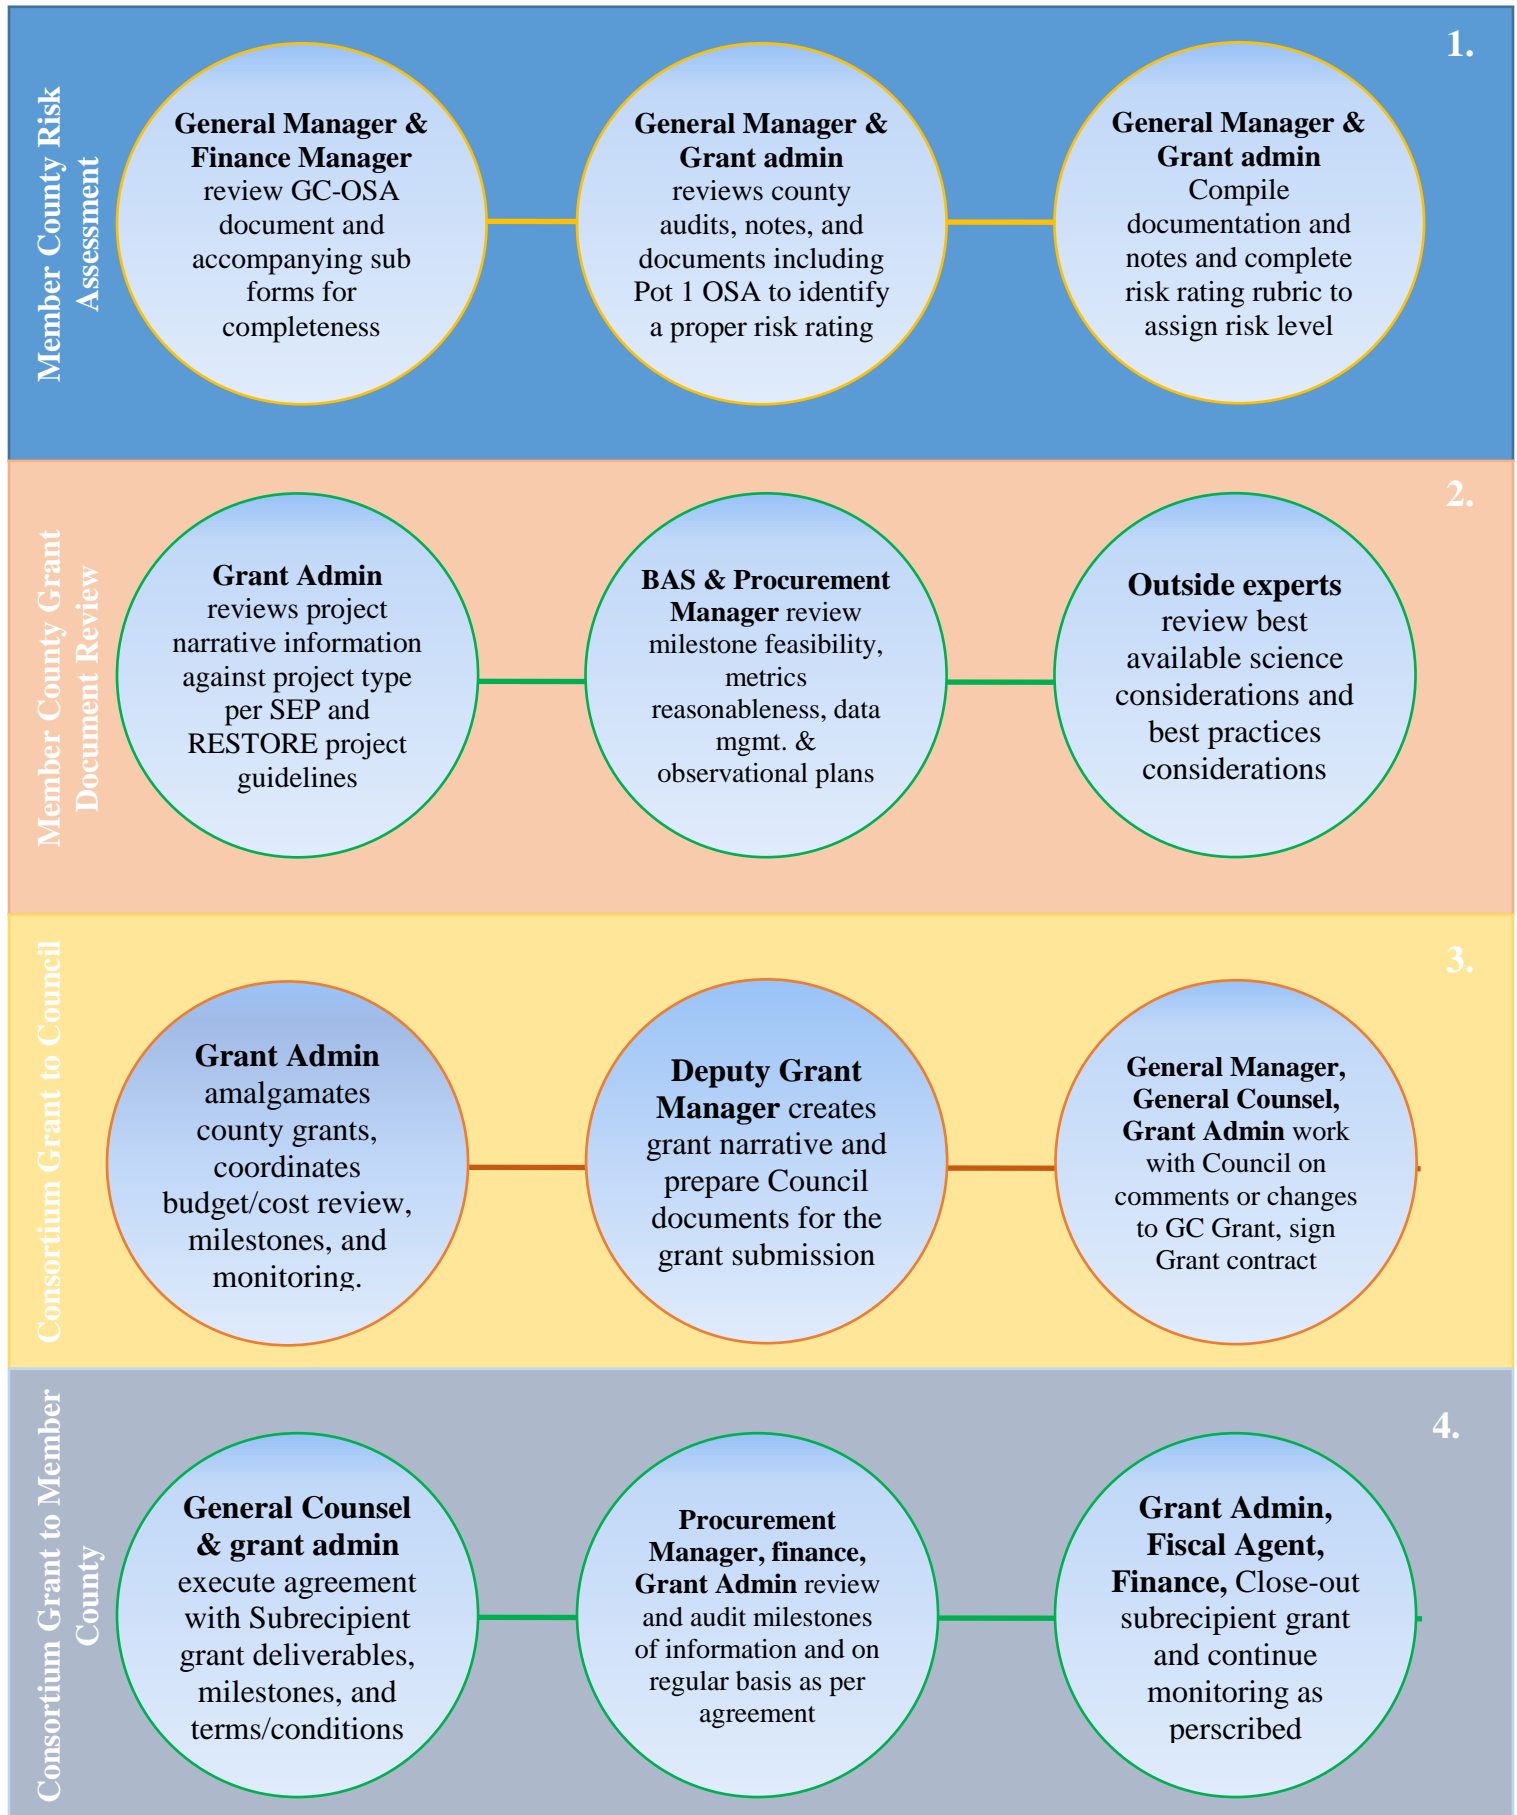 1.
Member County Risk
Assessment
General Manager &
Finance Manager
review GC-OSA
document and
accompanying sub
forms for
completeness
General Manager &
Grant admin
reviews county
audits, notes, and
documents including
Pot 1 OSA to identify
a proper risk rating
General Manager &
Grant admin
Compile
documentation and
notes and complete
risk rating rubric to
assign risk level
2.
Member County Grant
Document Review
Grant Admin
reviews project
narrative information
against project type
per SEP and
RESTORE project
guidelines
BAS & Procurement
Manager review
milestone feasibility,
metrics
reasonableness, data
mgmt. &
observational plans
Outside experts
review best
available science
considerations and
best practices
considerations
3.
Consortium Grant to Council
Grant Admin
amalgamates
county grants,
coordinates
budget/cost review,
milestones, and
monitoring.
Deputy Grant
Manager creates
grant narrative and
prepare Council
documents for the
grant submission
General Manager,
General Counsel,
Grant Admin work
with Council on
comments or changes
to GC Grant, sign
Grant contract
4.
Consortium Grant to Member
County
General Counsel
& grant admin
execute agreement
with Subrecipient
grant deliverables,
milestones, and
terms/conditions
Procurement
Manager, finance,
Grant Admin review
and audit milestones
of information and on
regular basis as per
agreement
Grant Admin,
Fiscal Agent,
Finance, Close-out
subrecipient grant
and continue
monitoring as
perscribed